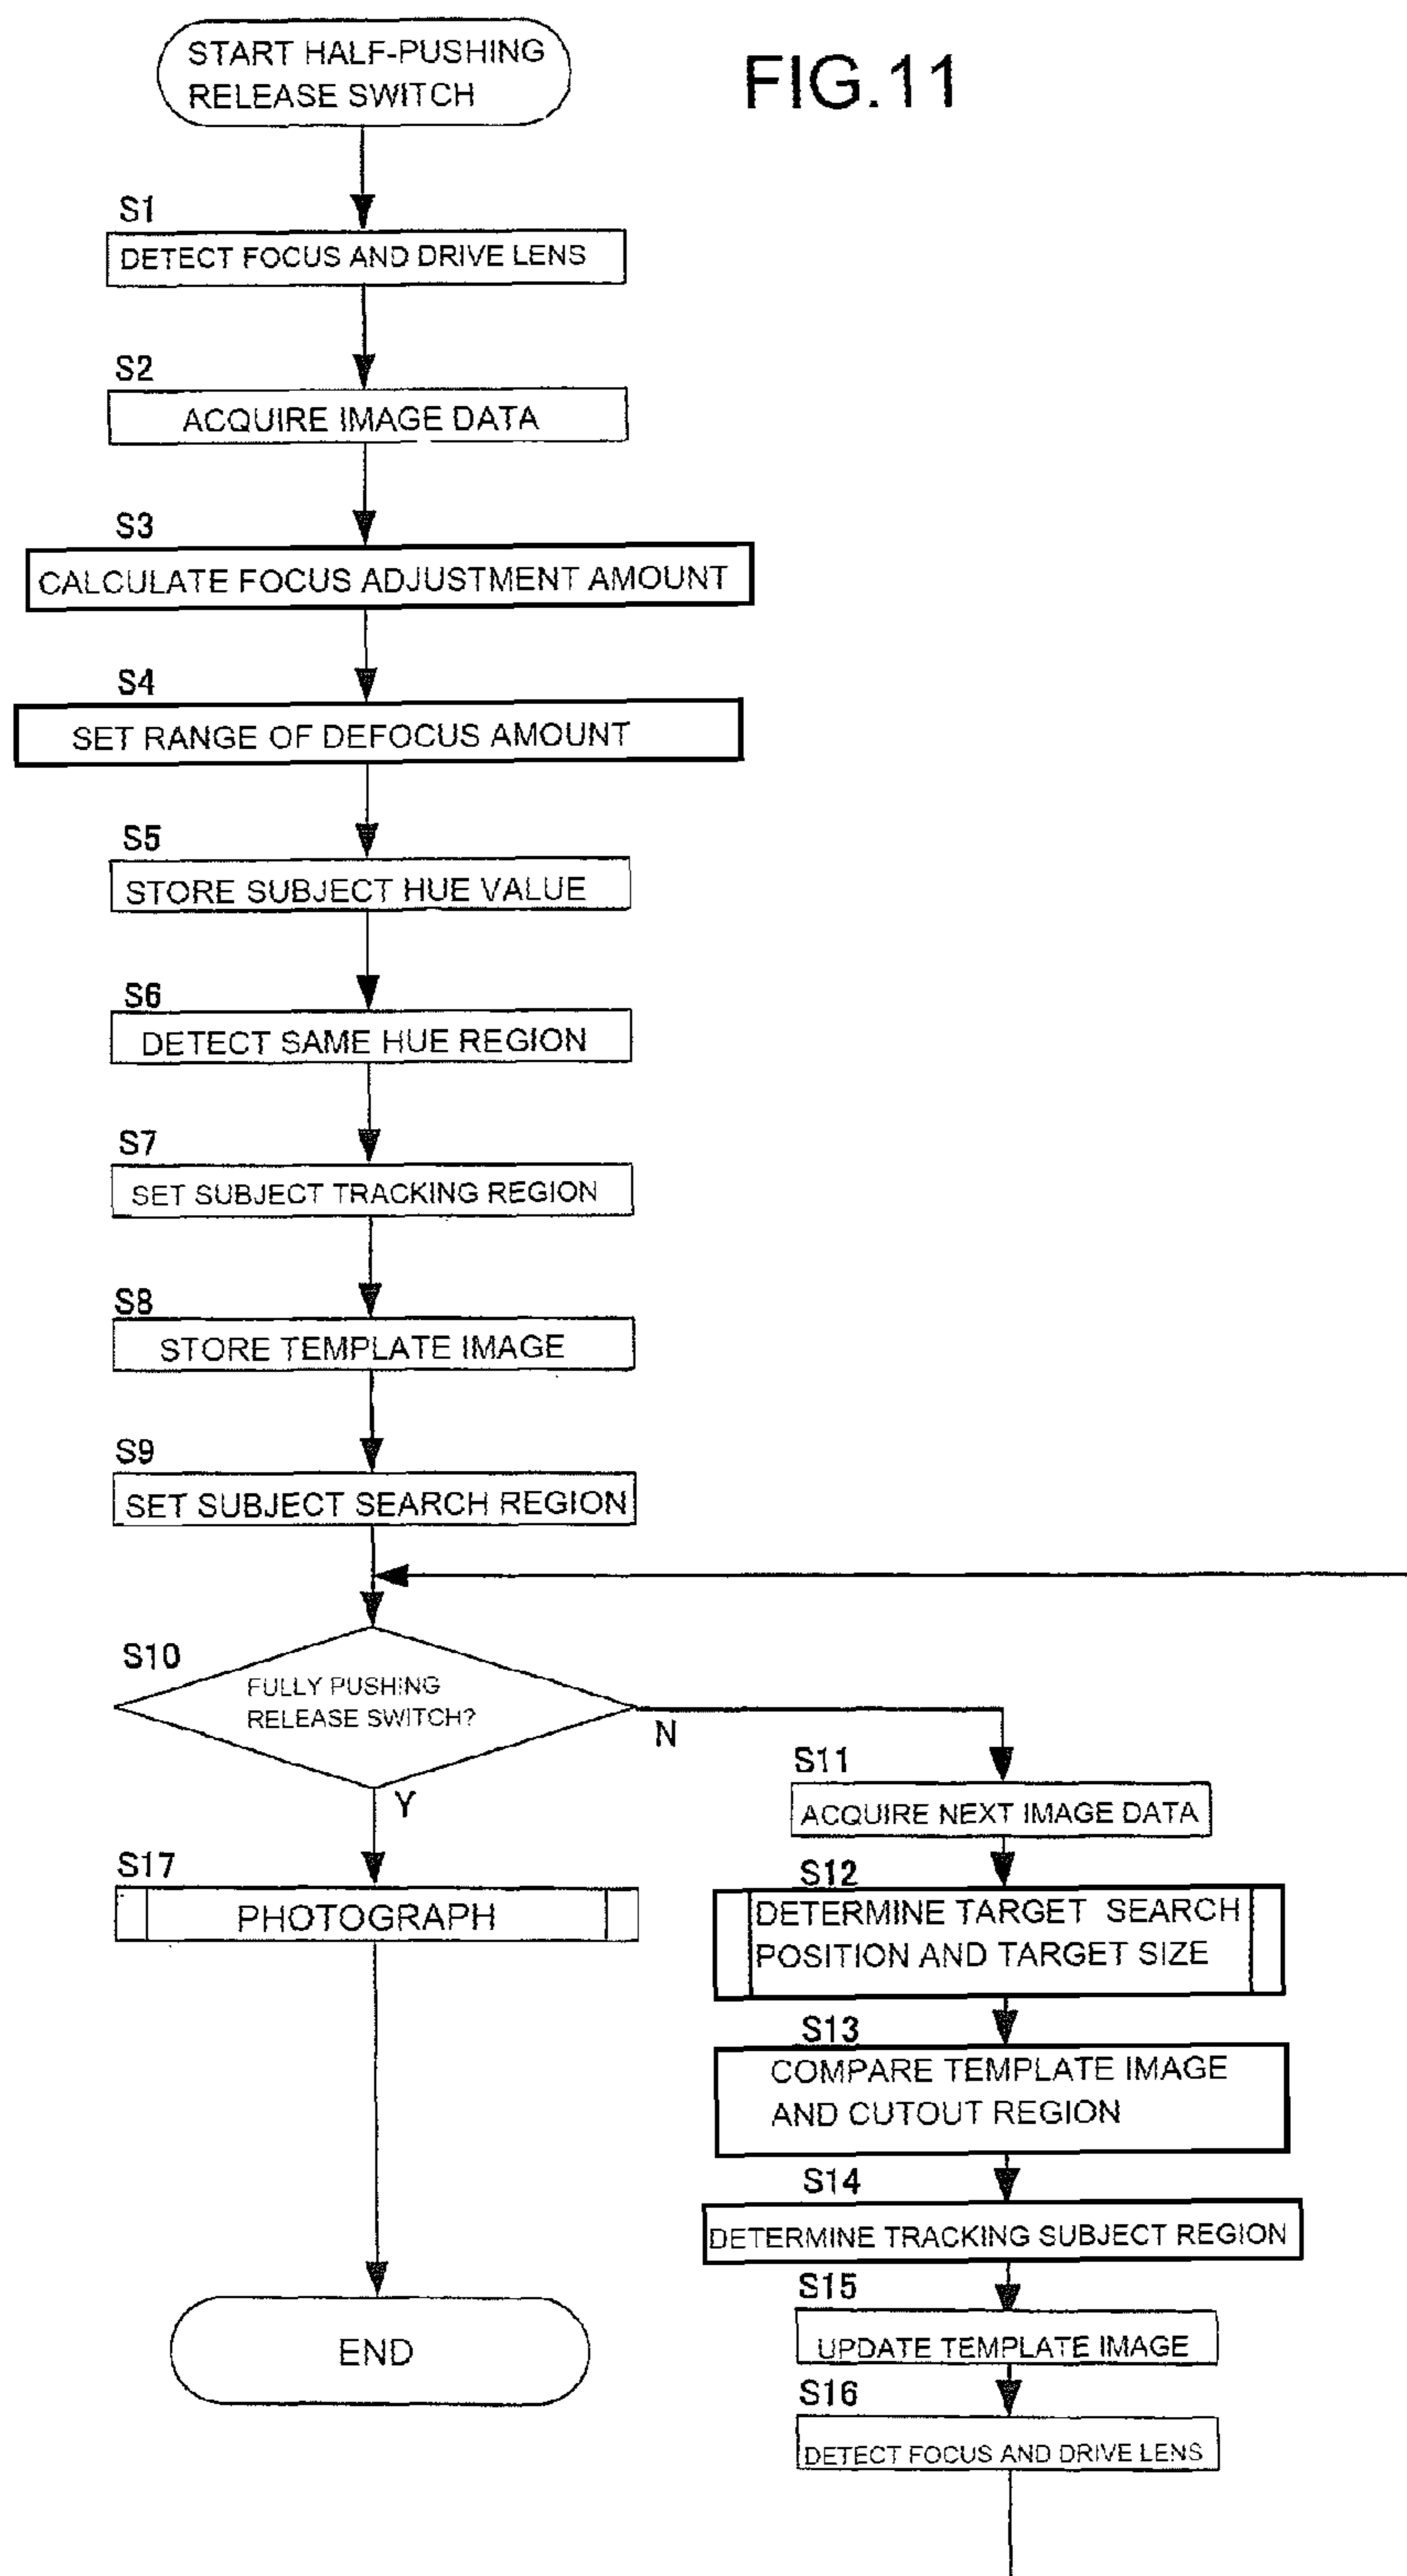 FIG.11
START HALF-PUSHING
RELEASE SWITCH
S1
DETECT FOCUS AND DRIVE LENS
S2
ACQUIRE IMAGE DATA
S3
CALCULATE FOCUS ADJUSTMENT AMOUNT
S4
SET RANGE OF DEFOCUS AMOUNT
S5
STORE SUBJECT HUE VALUE
S6
DETECT SAME HUE REGION
S7
SET SUBJECT TRACKING REGION
S8
STORE TEMPLATE IMAGE
S9
SET SUBJECT SEARCH REGION
S10
FULLY PUSHING
RELEASE SWITCH?
N
Y
S11
ACQUIRE NEXT IMAGE DATA
S12
DETERMINE TARGET SEARCH
POSITION AND TARGET SIZE
S13
COMPARE TEMPLATE IMAGE
AND CUTOUT REGION
S14
DETERMINE TRACKING SUBJECT REGION
S15
UPDATE TEMPLATE IMAGE
S16
DETECT FOCUS AND DRIVE LENS
S17
PHOTOGRAPH
END